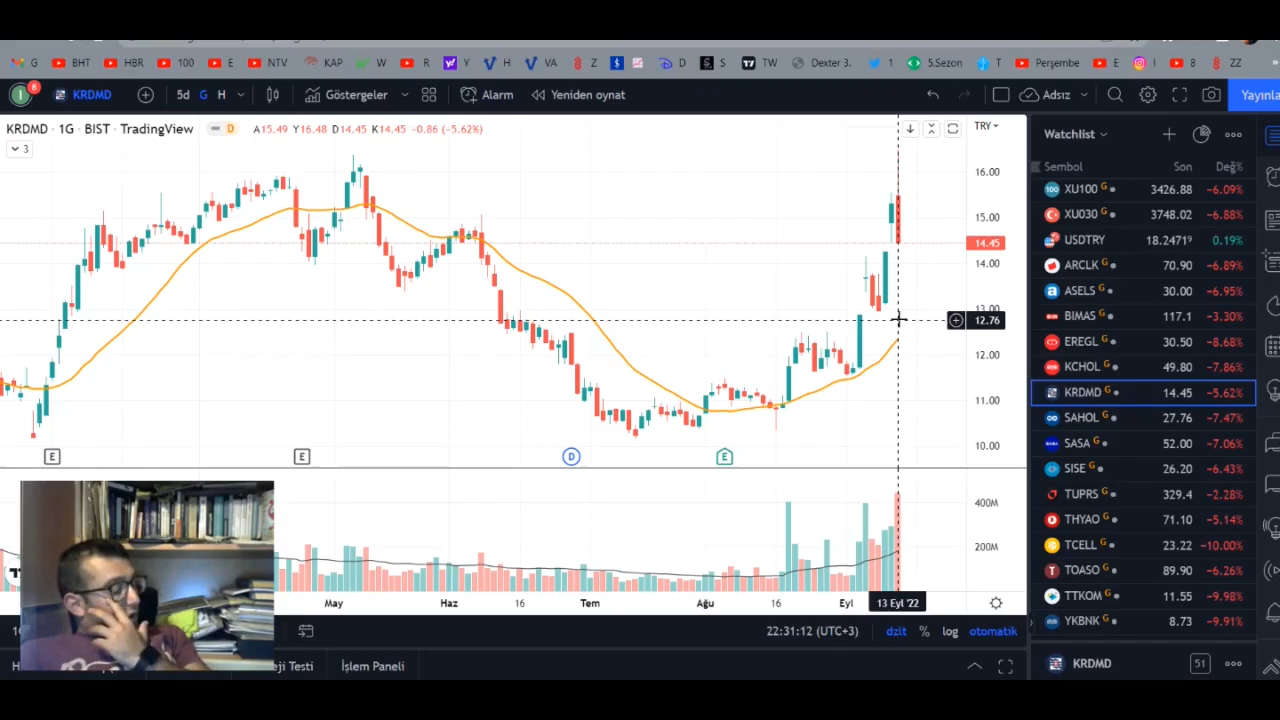 G BHT HBR 100 E NTV KAP W R Y H VA Z D S TW Dexter 3. 1 5.Sezon T Perşembe E I 8 ZZ »
8 KRDMD 5d G H Göstergeler Alarm Yeniden oynat Adsız Yayınla
KRDMD · 1G · BIST · TradingView D A15.49 Y16.48 D14.45 K14.45 -0.86 (-5.62%)
3
TRY
16.00
15.00
14.45
14.00
13.00
12.76
12.00
11.00
10.00
E E D E
400M
200M
May Haz 16 Tem Ağu 16 Eyl 13 Eyl '22
22:31:12 (UTC+3) dzlt % log otomatik
eji Testi İşlem Paneli
Watchlist
Sembol Son Değ%
XU100 G 3426.88 -6.09%
XU030 G 3748.02 -6.88%
USDTRY 18.2471⁹ 0.19%
ARCLK G 70.90 -6.89%
ASELS G 30.00 -6.95%
BIMAS G 117.1 -3.30%
EREGL G 30.50 -8.68%
KCHOL G 49.80 -7.86%
KRDMD G 14.45 -5.62%
SAHOL G 27.76 -7.47%
SASA G 52.00 -7.06%
SISE G 26.20 -6.43%
TUPRS G 329.4 -2.28%
THYAO G 71.10 -5.14%
TCELL G 23.22 -10.00%
TOASO G 89.90 -6.26%
TTKOM G 11.55 -9.98%
YKBNK G 8.73 -9.91%
KRDMD 51